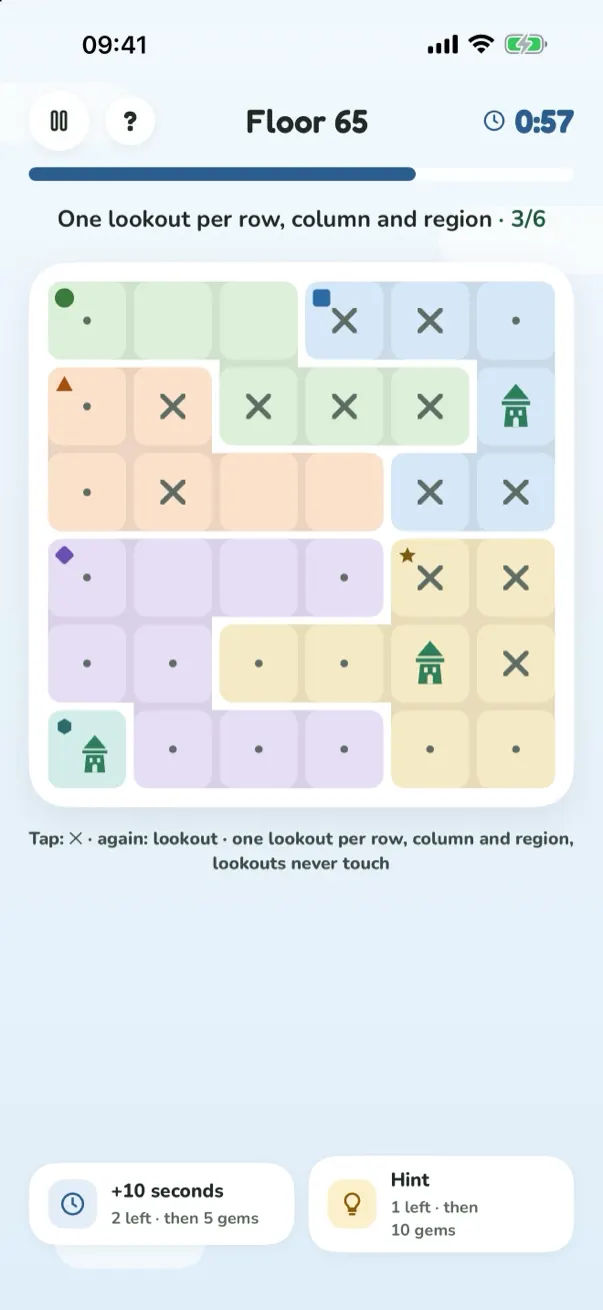 09:41
?
Floor 65
0:57
One lookout per row, column and region · 3/6
Tap: ✕ · again: lookout · one lookout per row, column and region,
lookouts never touch
+10 seconds
2 left · then 5 gems
Hint
1 left · then
10 gems